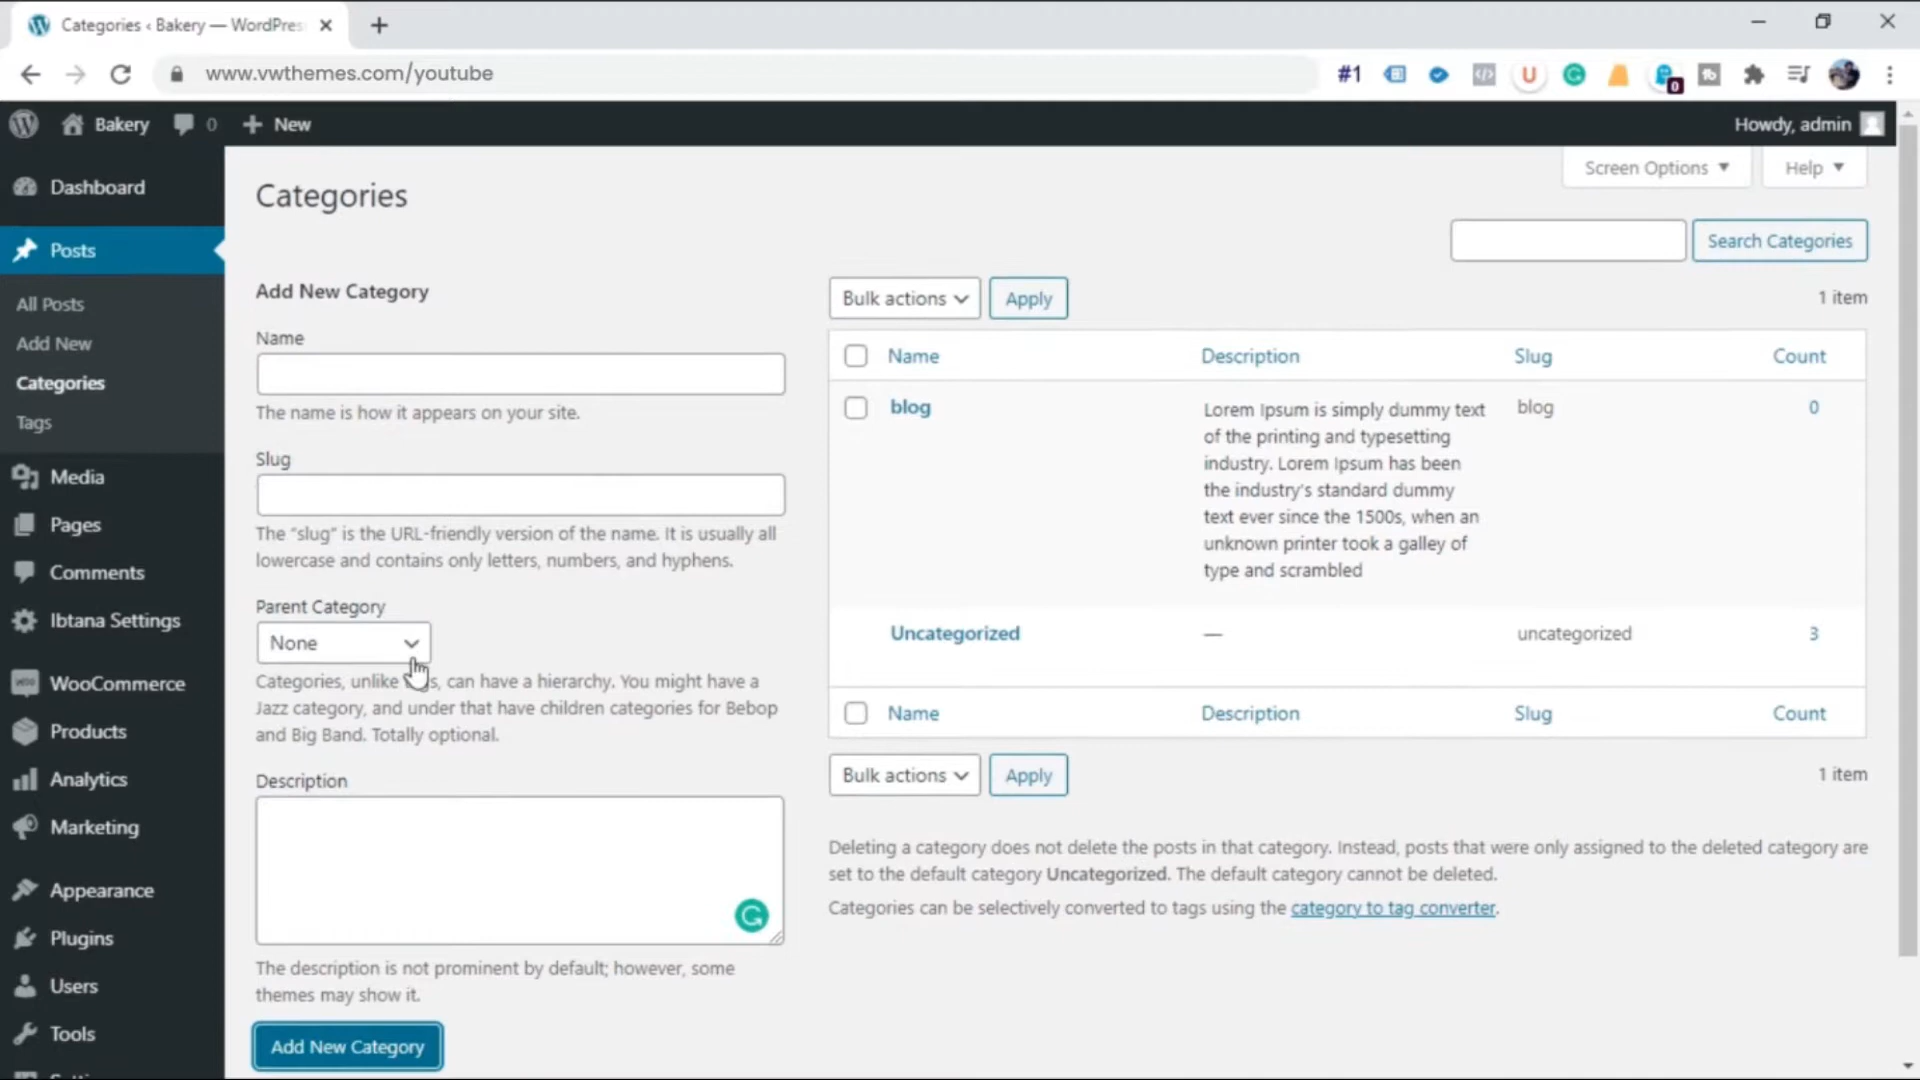 Categories ‹ Bakery — WordPres
www.vwthemes.com/youtube
#1
0
Bakery
0
New
Howdy, admin
Dashboard
Posts
All Posts
Add New
Categories
Tags
Media
Pages
Comments
Ibtana Settings
WooCommerce
Products
Analytics
Marketing
Appearance
Plugins
Users
Tools
Screen Options
Help
Categories
Search Categories
Add New Category
Name
The name is how it appears on your site.
Slug
The “slug” is the URL-friendly version of the name. It is usually all
lowercase and contains only letters, numbers, and hyphens.
Parent Category
None
Categories, unlike can have a hierarchy. You might have a
Jazz category, and under that have children categories for Bebop
and Big Band. Totally optional.
Description
The description is not prominent by default; however, some
themes may show it.
Add New Category
Bulk actions
Apply
1 item
Name Description Slug Count
blog
Lorem Ipsum is simply dummy text
of the printing and typesetting
industry. Lorem Ipsum has been
the industry's standard dummy
text ever since the 1500s, when an
unknown printer took a galley of
type and scrambled
blog
0
Uncategorized — uncategorized 3
Name Description Slug Count
Bulk actions
Apply
1 item
Deleting a category does not delete the posts in that category. Instead, posts that were only assigned to the deleted category are
set to the default category Uncategorized. The default category cannot be deleted.
Categories can be selectively converted to tags using the category to tag converter.